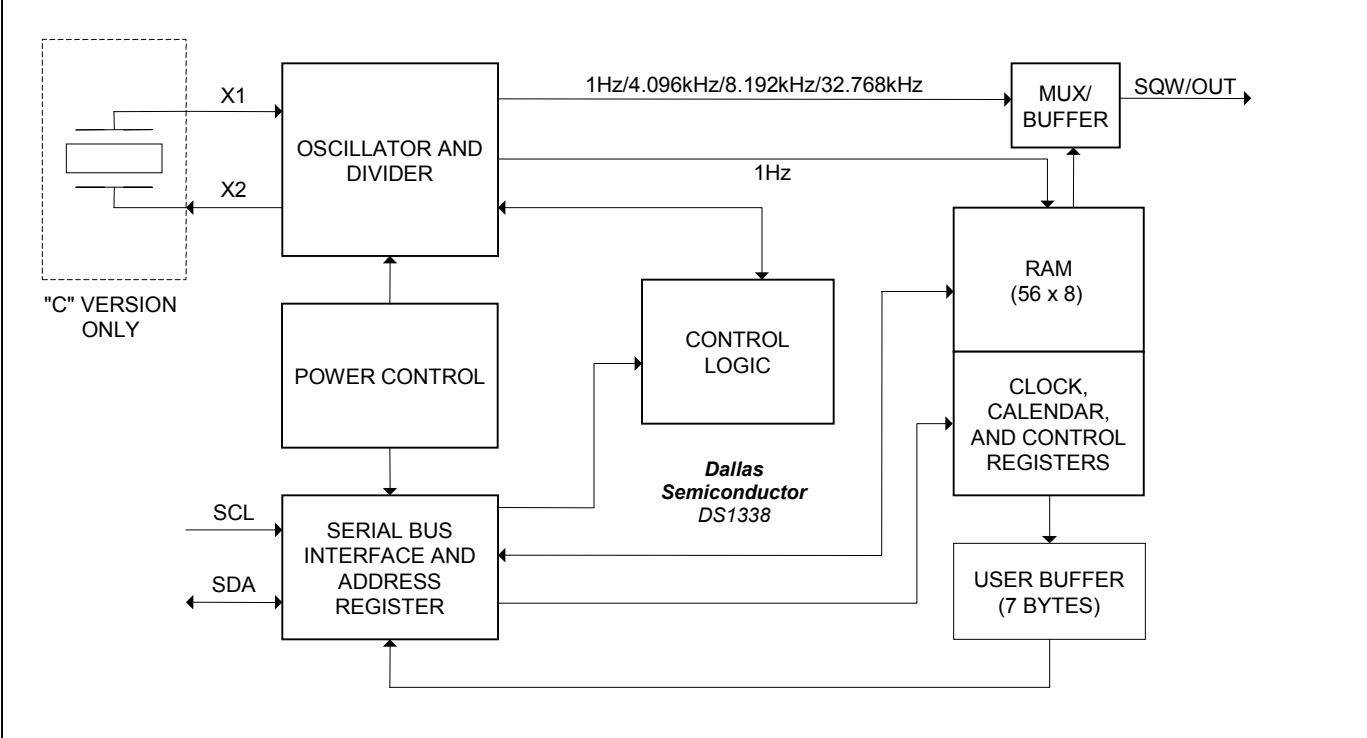 X1
X2
"C" VERSION
ONLY
OSCILLATOR AND
DIVIDER
1Hz/4.096kHz/8.192kHz/32.768kHz
1Hz
MUX/
BUFFER
SQW/OUT
RAM
(56 x 8)
CONTROL
LOGIC
POWER CONTROL
CLOCK,
CALENDAR,
AND CONTROL
REGISTERS
Dallas
Semiconductor
DS1338
SCL
SDA
SERIAL BUS
INTERFACE AND
ADDRESS
REGISTER
USER BUFFER
(7 BYTES)